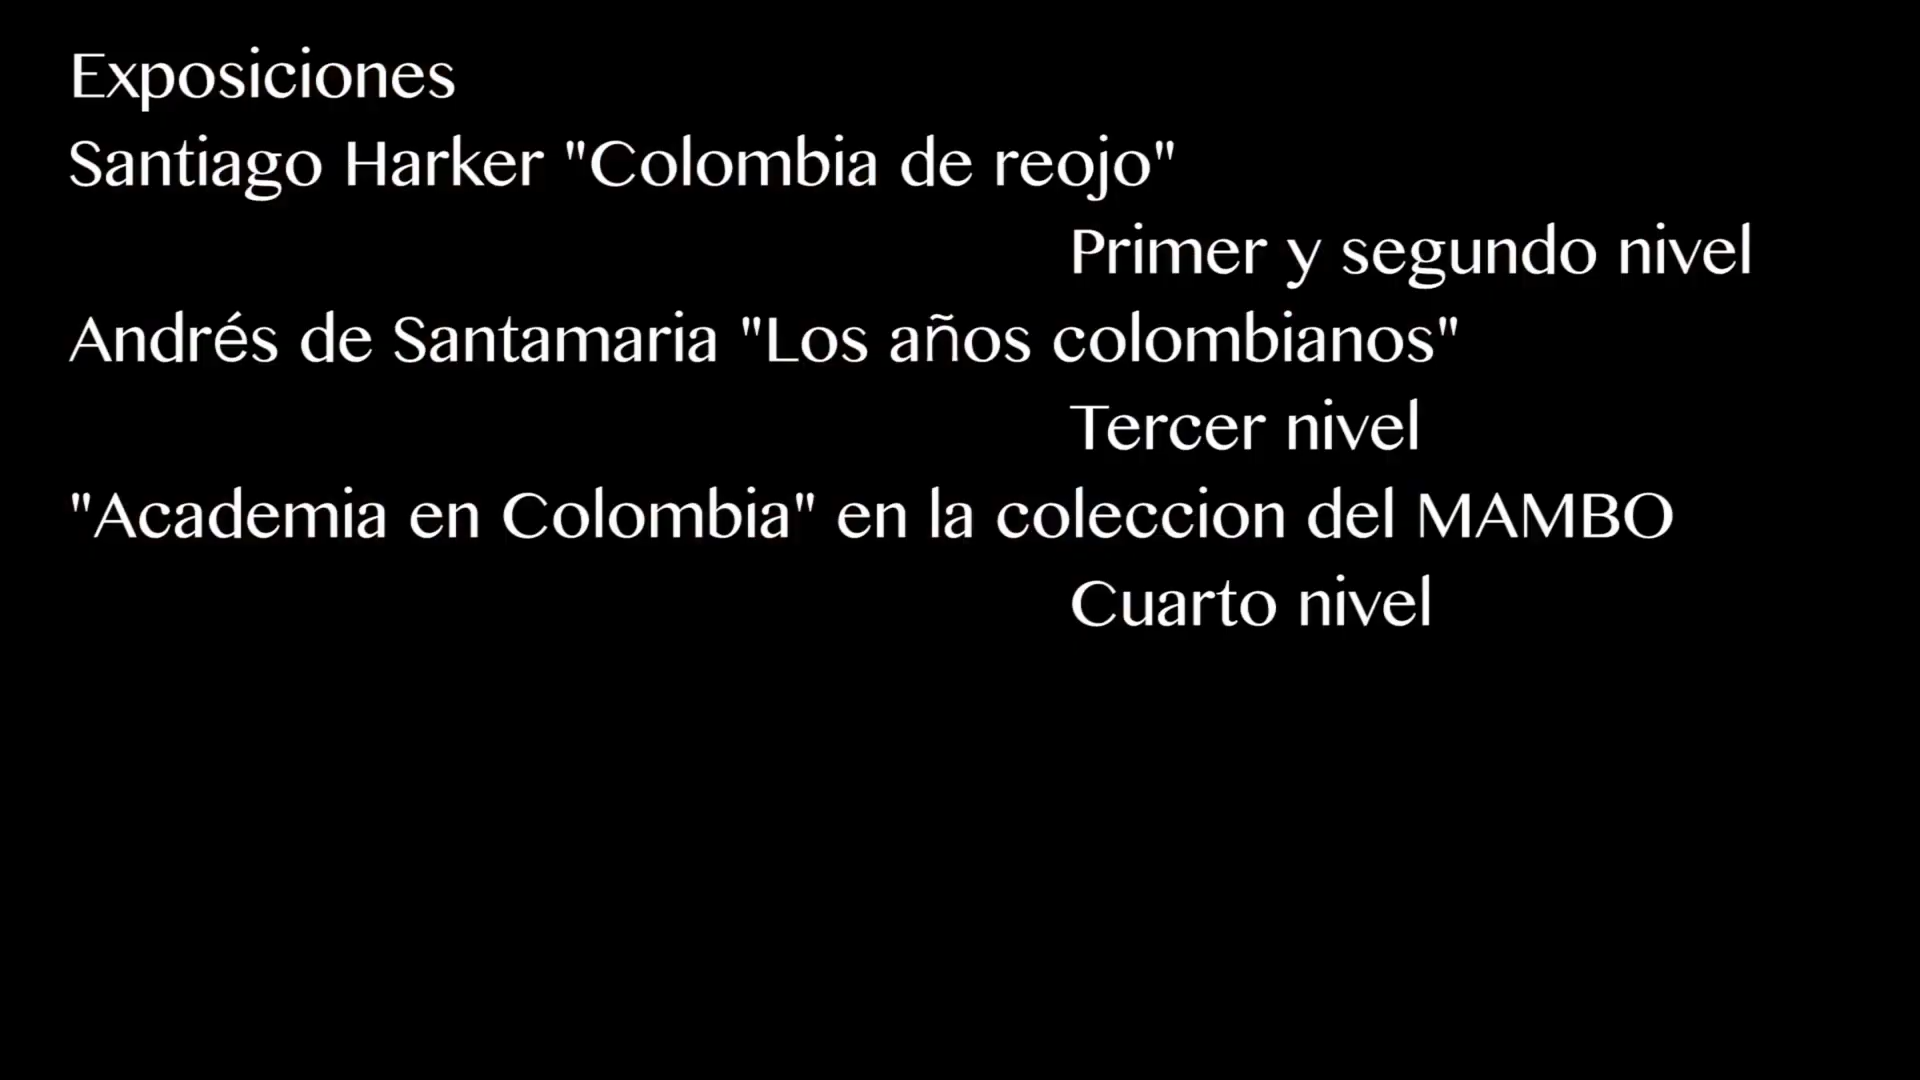 Exposiciones
Santiago Harker "Colombia de reojo"
Primer y segundo nivel
Andrés de Santamaria "Los años colombianos"
Tercer nivel
"Academia en Colombia" en la coleccion del MAMBO
Cuarto nivel